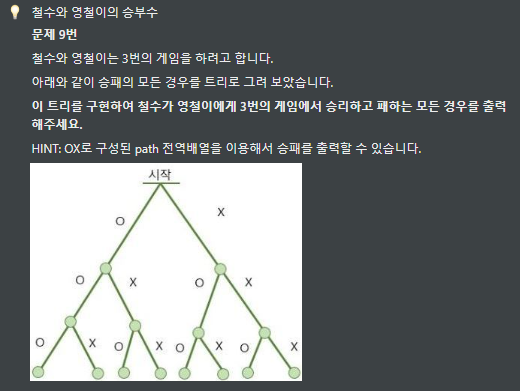 철수와 영철이의 승부수
문제 9번
철수와 영철이는 3번의 게임을 하려고 합니다.
아래와 같이 승패의 모든 경우를 트리로 그려 보았습니다.
이 트리를 구현하여 철수가 영철이에게 3번의 게임에서 승리하고 패하는 모든 경우를 출력
해주세요.
HINT: OX로 구성된 path 전역배열을 이용해서 승패를 출력할 수 있습니다.
시작
O X
O X O X
O X O X O X O X